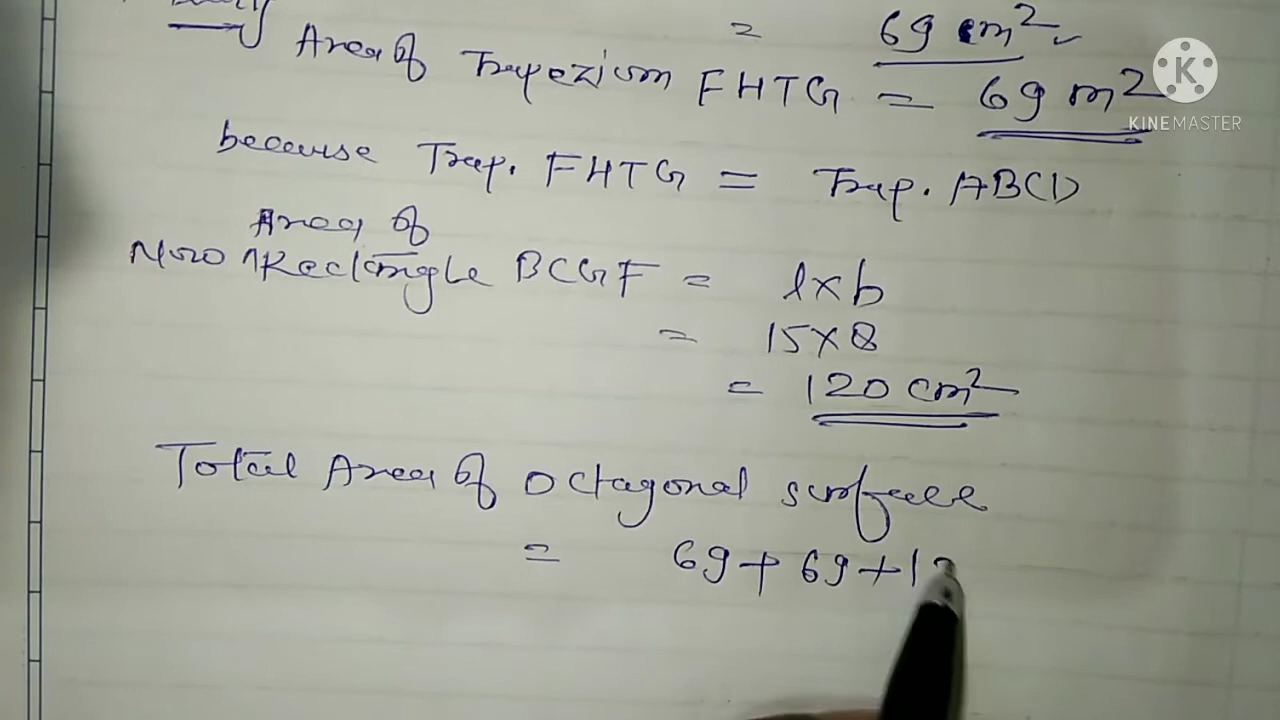 = 69 cm²
Area of Trapezium FHTG = 69 m²
K
KINEMASTER
because Trap. FHTG = Trap. ABCD
Area of
Now Rectangle BCGF = l×b
= 15×8
= 120 cm²
Total Area of Octagonal surface
= 69+69+12